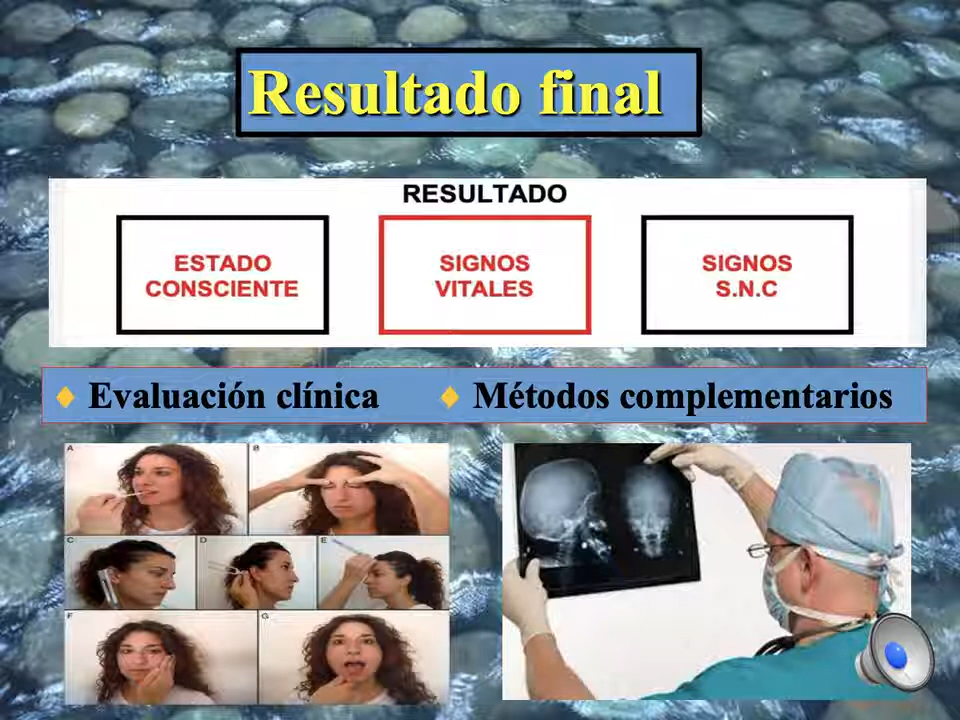 Resultado final
RESULTADO
ESTADO
CONSCIENTE
SIGNOS
VITALES
SIGNOS
S.N.C
Evaluación clínica
Métodos complementarios
A
B
C
D
E
F
G